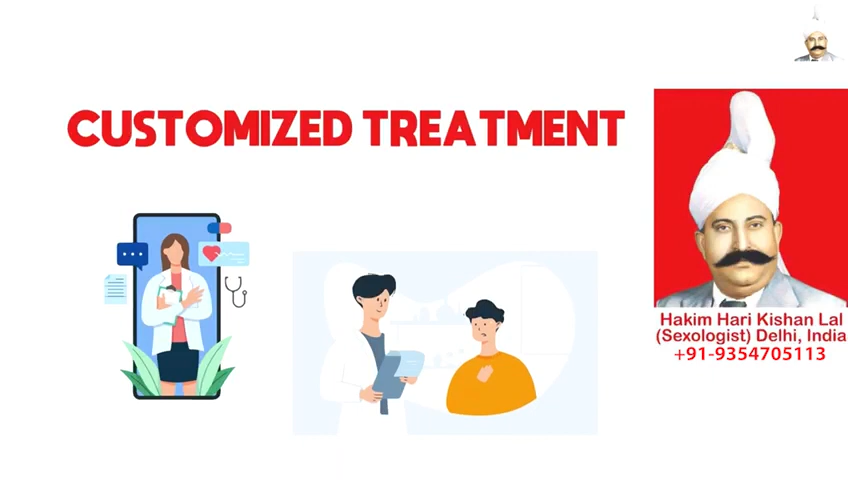 CUSTOMIZED TREATMENT
Hakim Hari Kishan Lal
(Sexologist) Delhi, India
+91-9354705113